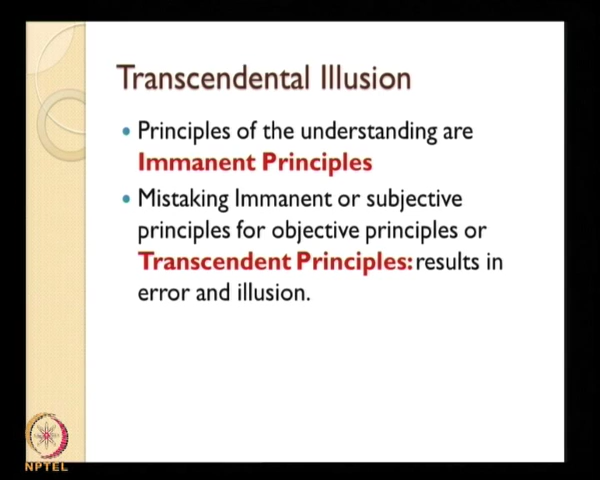 Transcendental Illusion
• Principles of the understanding are
Immanent Principles
• Mistaking Immanent or subjective
principles for objective principles or
Transcendent Principles: results in
error and illusion.
NPTEL